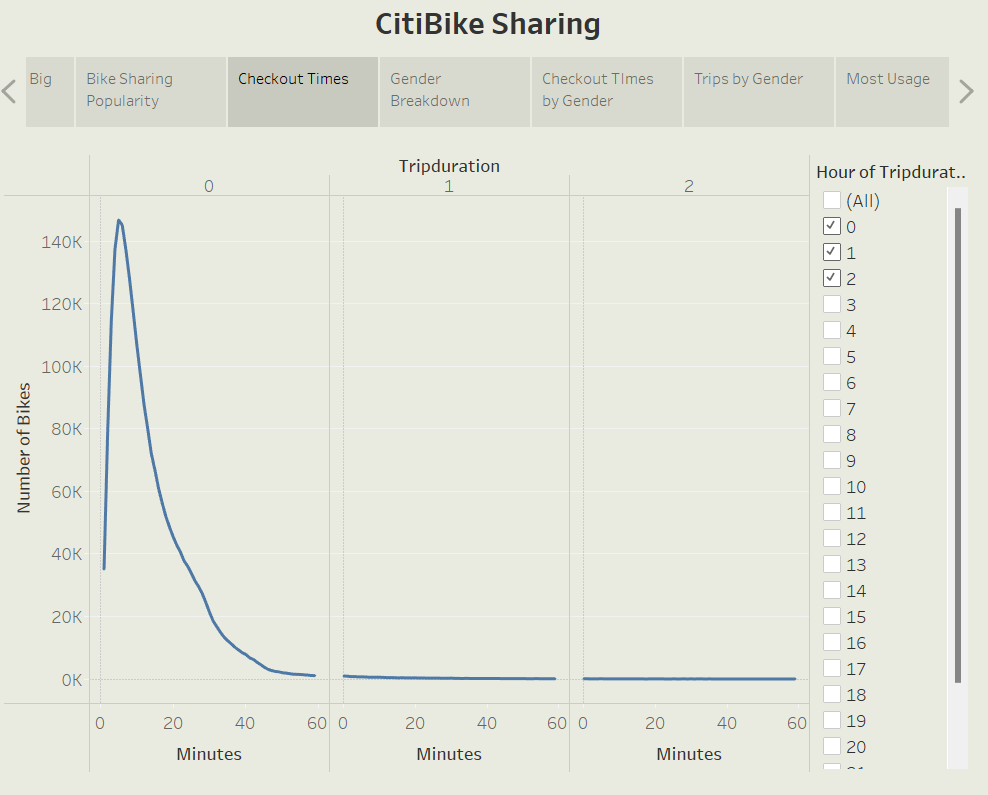 CitiBike Sharing
Big
Bike Sharing
Popularity
Checkout Times
Gender
Breakdown
Checkout TImes
by Gender
Trips by Gender
Most Usage
Tripduration
0 1 2
140K
120K
100K
80K
60K
40K
20K
0K
Number of Bikes
0 20 40 60 0 20 40 60 0 20 40 60
Minutes Minutes Minutes
Hour of Tripdurat..
(All)
0
1
2
3
4
5
6
7
8
9
10
11
12
13
14
15
16
17
18
19
20